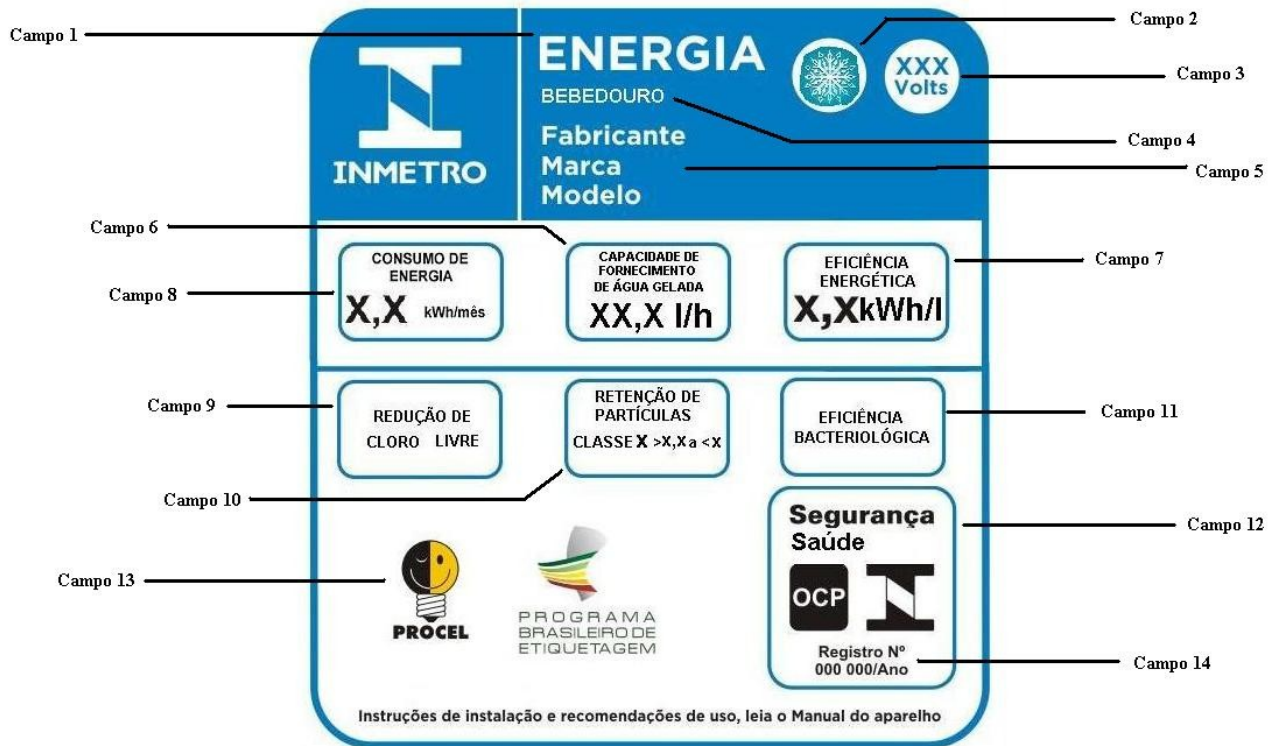 Campo 1
ENERGIA
Campo 2
XXX
Volts
Campo 3
BEBEDOURO
Campo 4
INMETRO
Fabricante
Marca
Modelo
Campo 5
Campo 6
CONSUMO DE
ENERGIA
X,X kWh/mês
Campo 8
CAPACIDADE DE
FORNECIMENTO
DE ÁGUA GELADA
XX,X l/h
EFICIÊNCIA
ENERGÉTICA
X,XkWh/l
Campo 7
Campo 9
REDUÇÃO DE
CLORO LIVRE
RETENÇÃO DE
PARTÍCULAS
CLASSE X >x,x a <x
Campo 10
EFICIÊNCIA
BACTERIOLÓGICA
Campo 11
Campo 13
PROCEL
PROGRAMA
BRASILEIRO DE
ETIQUETAGEM
Segurança
Saúde
Campo 12
OCP
Registro Nº
000 000/Ano
Campo 14
Instruções de instalação e recomendações de uso, leia o Manual do aparelho